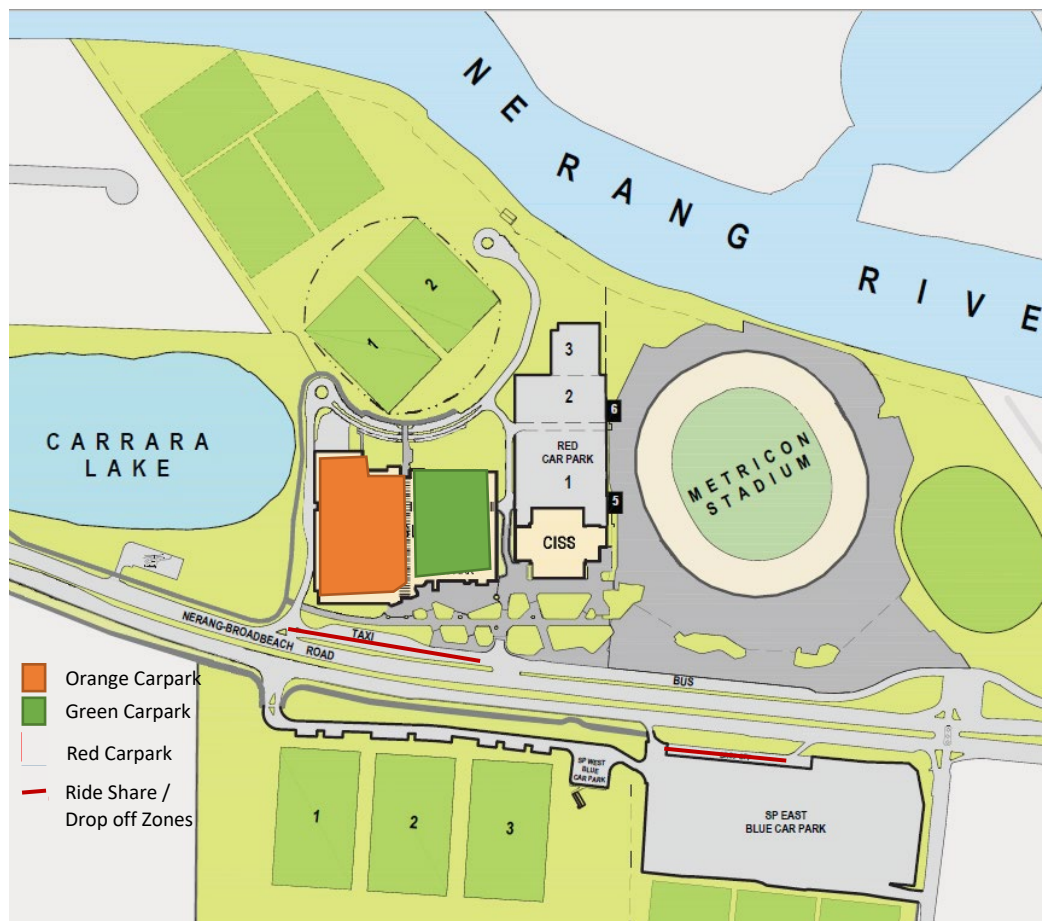 NERANG RIVE
2
1
3
2
6
CARRARA
LAKE
RED
CAR PARK
1
5
METRICON
STADIUM
CISS
NERANG-BROADBEACH ROAD
TAXI
BUS
Orange Carpark
Green Carpark
Red Carpark
Ride Share /
Drop off Zones
SP WEST
BLUE
CAR PARK
1
2
3
SP EAST
BLUE CAR PARK